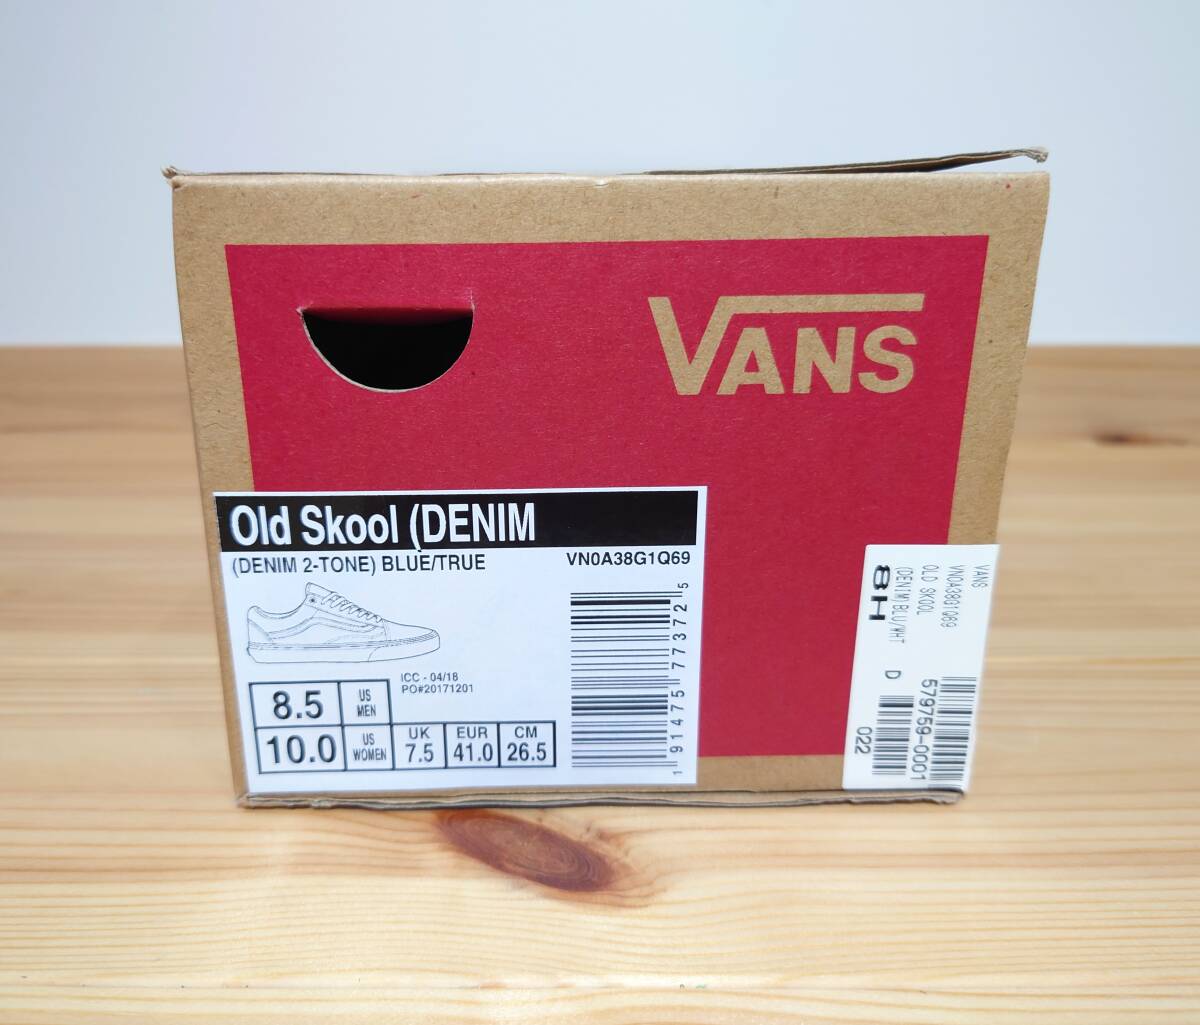 VANS
Old Skool (DENIM
(DENIM 2-TONE) BLUE/TRUE
VN0A38G1Q69
ICC - 04/18
PO#20171201
8.5 US MEN
10.0 US WOMEN
UK 7.5
EUR 41.0
CM 26.5
1 91475 77372 5
VANS
VN0A38G1Q69
OLD SKOOL
(DENIM)BLU/WHT
8H
D
579759-0001
022